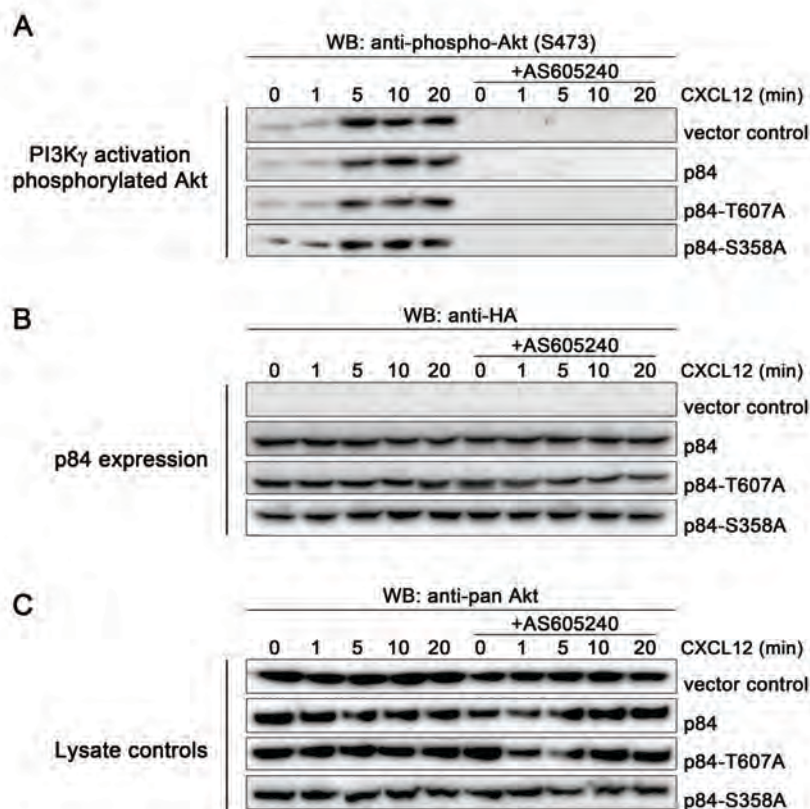 A
WB: anti-phospho-Akt (S473)
+AS605240
0 1 5 10 20 0 1 5 10 20 CXCL12 (min)
PI3Kγ activation
phosphorylated Akt
vector control
p84
p84-T607A
p84-S358A
B
WB: anti-HA
+AS605240
0 1 5 10 20 0 1 5 10 20 CXCL12 (min)
p84 expression
vector control
p84
p84-T607A
p84-S358A
C
WB: anti-pan Akt
+AS605240
0 1 5 10 20 0 1 5 10 20 CXCL12 (min)
Lysate controls
vector control
p84
p84-T607A
p84-S358A